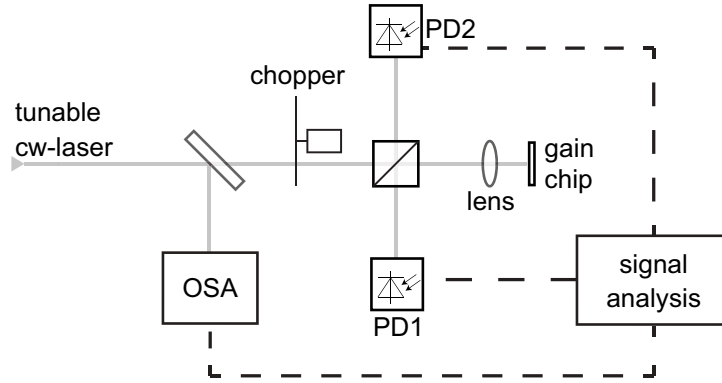 PD2
chopper
tunable
cw-laser
gain
chip
lens
OSA
signal
analysis
PD1